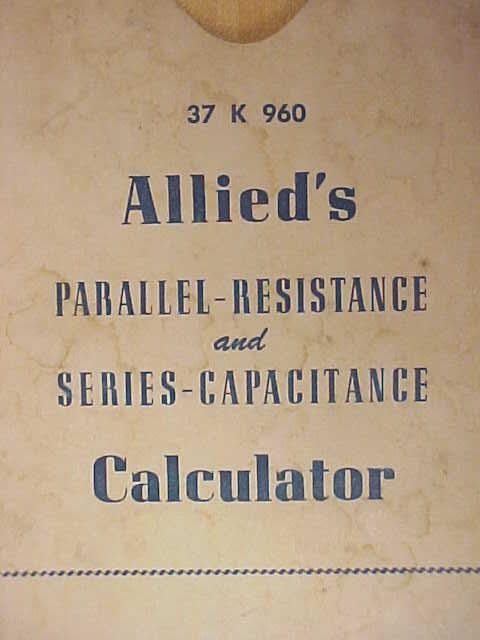 37 K 960
Allied's
PARALLEL-RESISTANCE
and
SERIES-CAPACITANCE
Calculator